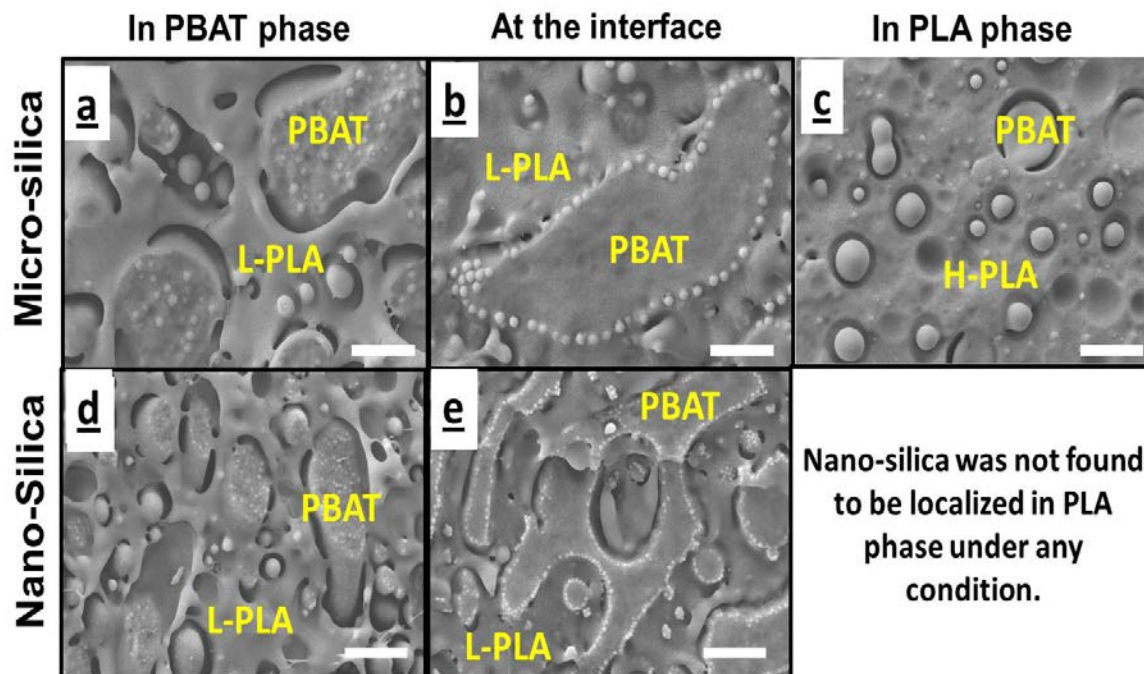 In PBAT phase
At the interface
In PLA phase
Micro-silica
a
PBAT
L-PLA
b
L-PLA
PBAT
c
PBAT
H-PLA
Nano-Silica
d
PBAT
L-PLA
e
PBAT
L-PLA
Nano-silica was not found
to be localized in PLA
phase under any
condition.